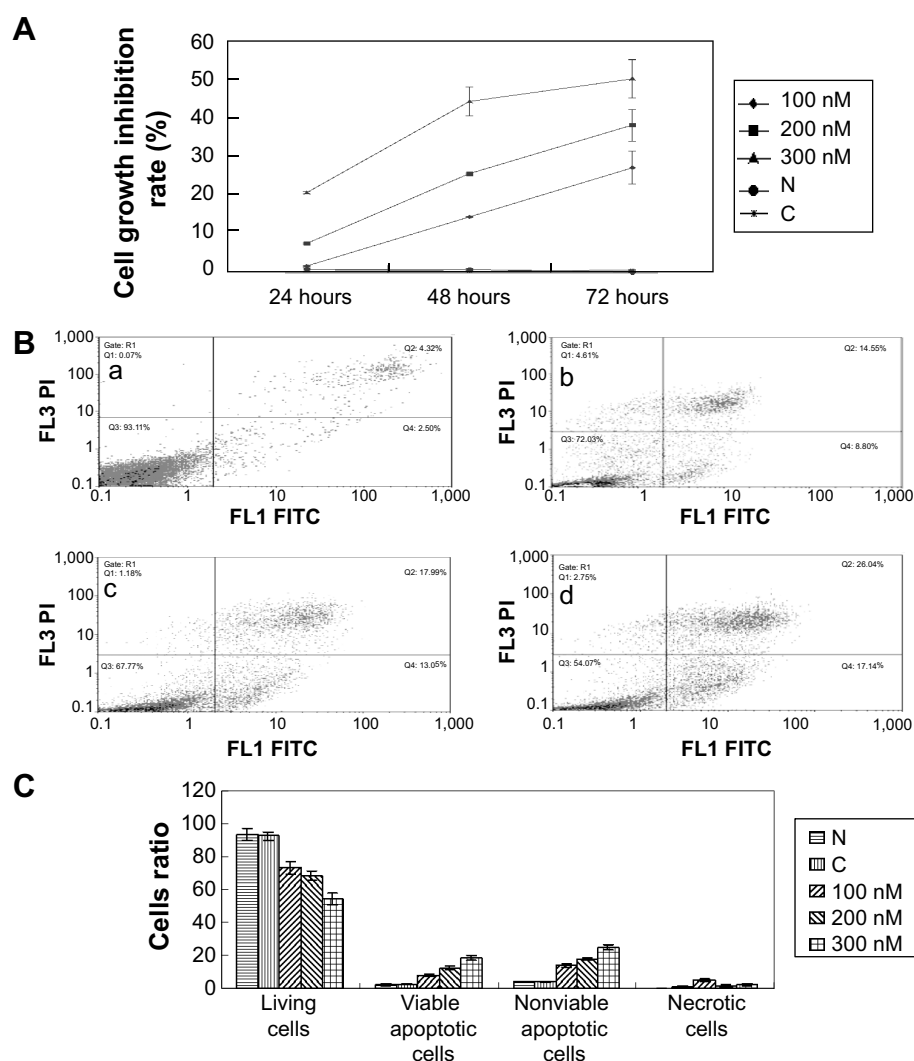 A
Cell growth inhibition
rate (%)
60
50
40
30
20
10
0
24 hours
48 hours
72 hours
100 nM
200 nM
300 nM
N
C
B
FL3 PI
1,000
100
10
1
0.1
Gate: R1
Q1: 0.07%
Q2: 4.32%
a
Q3: 93.11%
Q4: 2.50%
0.1
1
10
100
1,000
FL1 FITC
FL3 PI
1,000
100
10
1
0.1
Gate: R1
Q1: 4.61%
Q2: 14.55%
b
Q3: 72.03%
Q4: 8.80%
0.1
1
10
100
1,000
FL1 FITC
FL3 PI
1,000
100
10
1
0.1
Gate: R1
Q1: 1.18%
Q2: 17.99%
c
Q3: 67.77%
Q4: 13.05%
0.1
1
10
100
1,000
FL1 FITC
FL3 PI
1,000
100
10
1
0.1
Gate: R1
Q1: 2.75%
Q2: 26.04%
d
Q3: 54.07%
Q4: 17.14%
0.1
1
10
100
1,000
FL1 FITC
C
Cells ratio
120
100
80
60
40
20
0
Living
cells
Viable
apoptotic
cells
Nonviable
apoptotic
cells
Necrotic
cells
N
C
100 nM
200 nM
300 nM